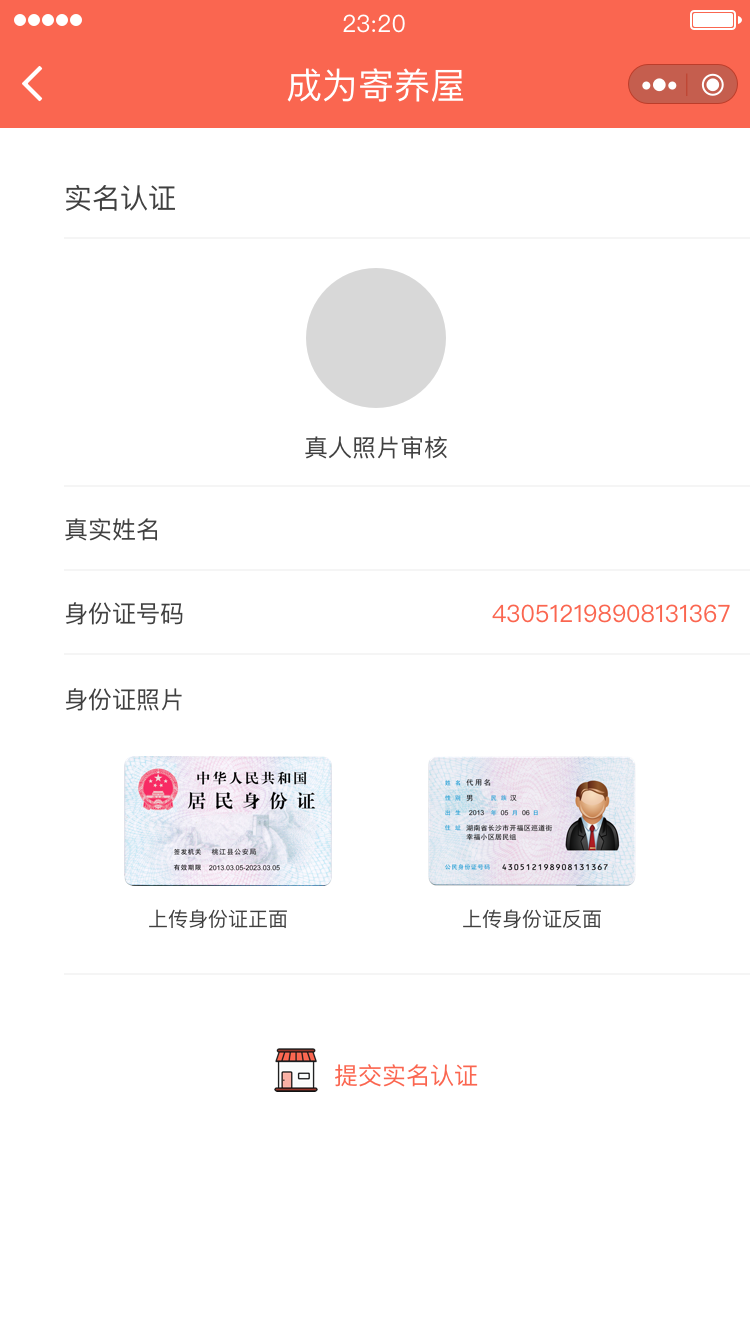 23:20
成为寄养屋
实名认证
真人照片审核
真实姓名
身份证号码 430512198908131367
身份证照片
中华人民共和国
居民身份证
签发机关 桃江县公安局
有效期限 2013.03.05-2023.03.05
姓名 代用名
性别 男 民族 汉
出生 2013 年 05 月 06 日
住址 湖南省长沙市开福区巡道街
幸福小区居民组
公民身份证号码 430512198908131367
上传身份证正面
上传身份证反面
提交实名认证